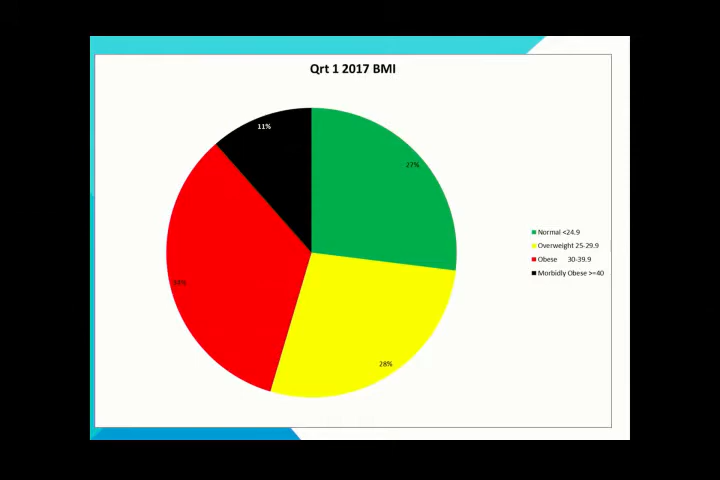 Qrt 1 2017 BMI
11%
27%
34%
28%
Normal <24.9
Overweight 25-29.9
Obese 30-39.9
Morbidly Obese >=40